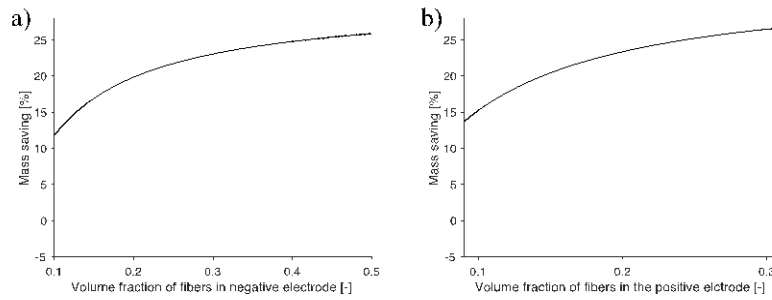 a)
25
20
15
10
5
0
-5
Mass saving [%]
0.1 0.2 0.3 0.4 0.5
Volume fraction of fibers in negative electrode [-]
b)
25
20
15
10
5
0
-5
Mass saving [%]
0.1 0.2 0.3
Volume fraction of fibers in the positive elctrode [-]